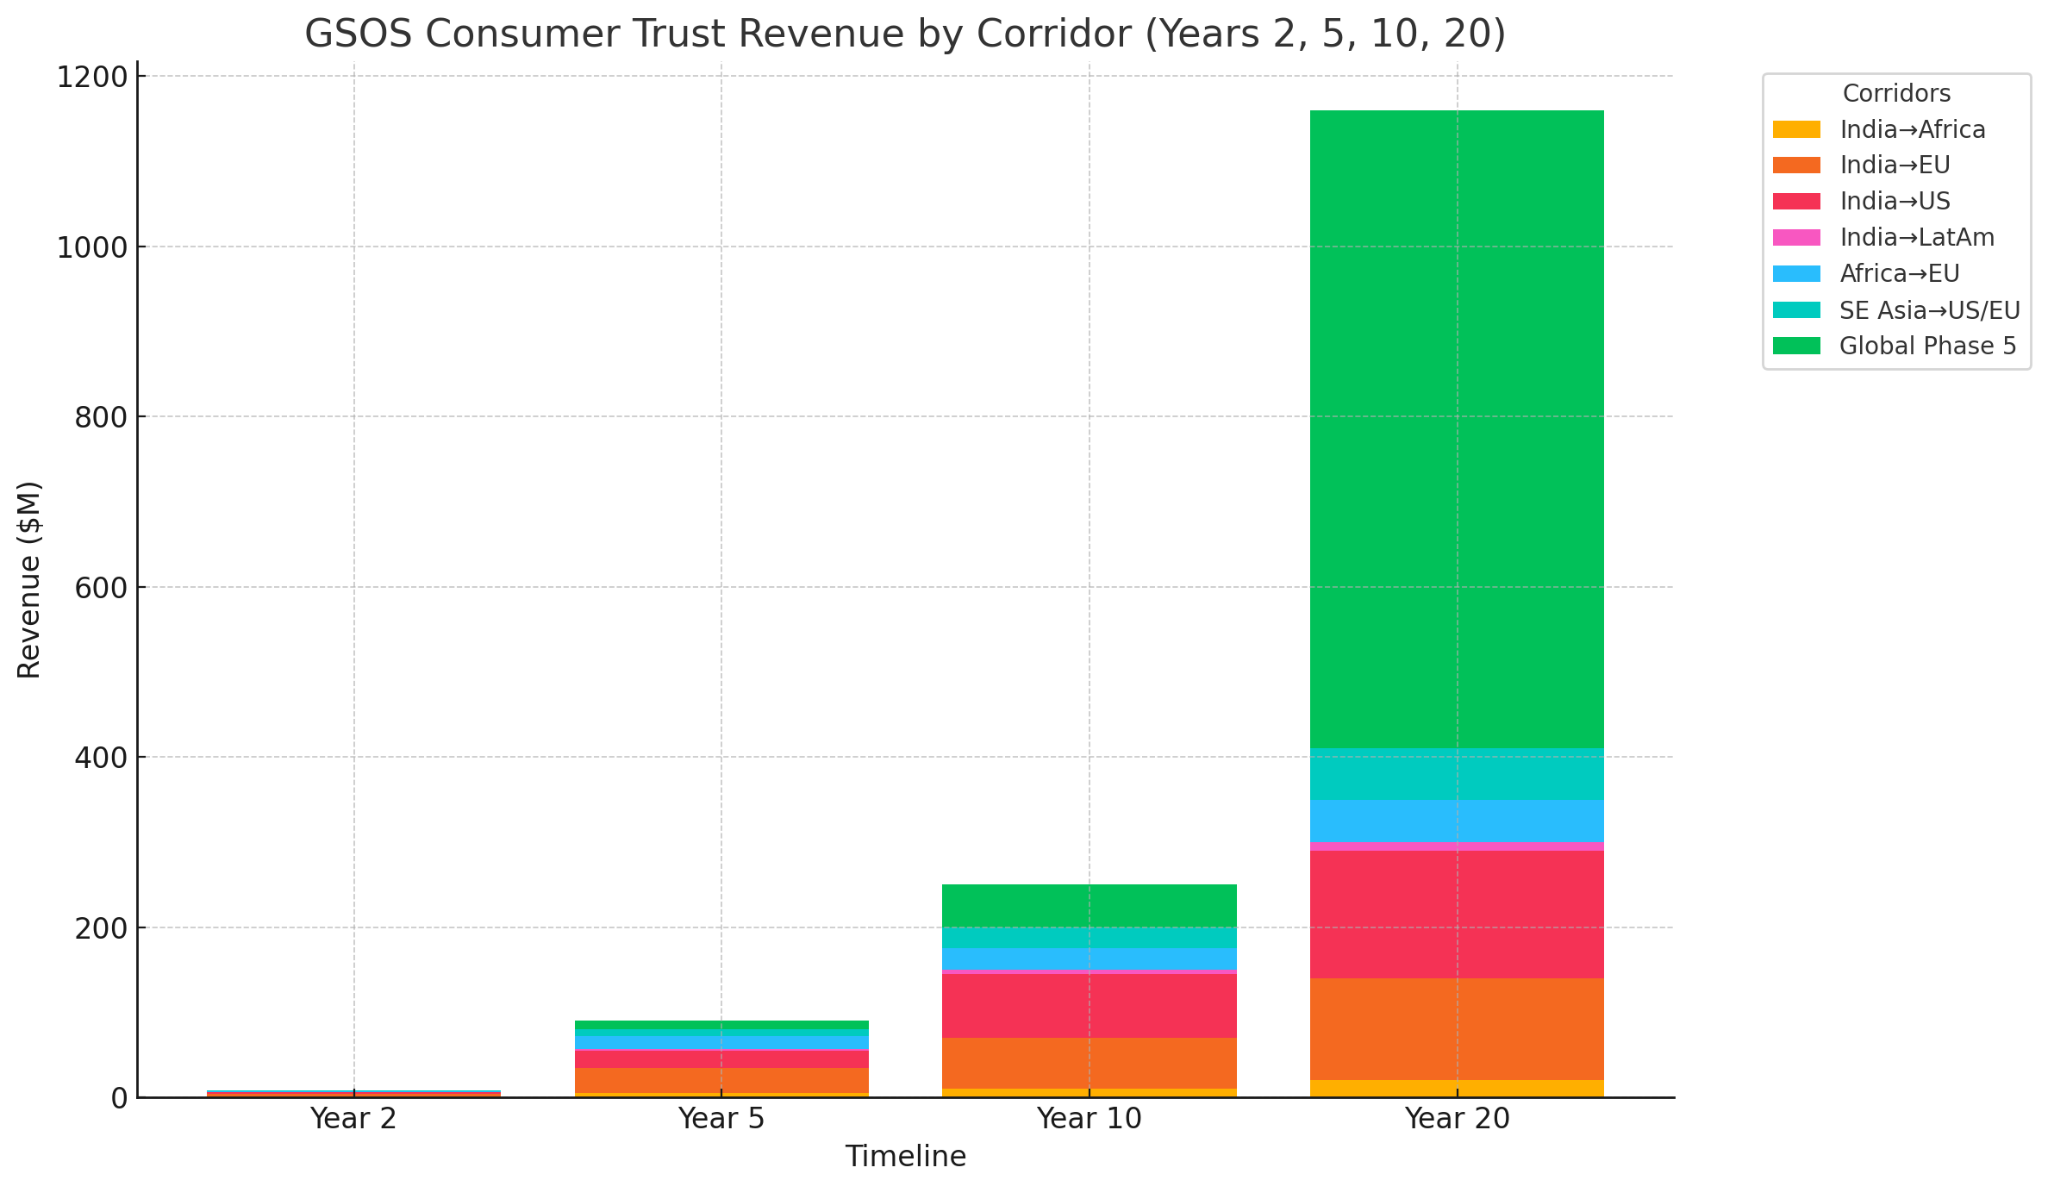 GSOS Consumer Trust Revenue by Corridor (Years 2, 5, 10, 20)
Revenue ($M)
1200
1000
800
600
400
200
0
Year 2
Year 5
Year 10
Year 20
Timeline
Corridors
India→Africa
India→EU
India→US
India→LatAm
Africa→EU
SE Asia→US/EU
Global Phase 5